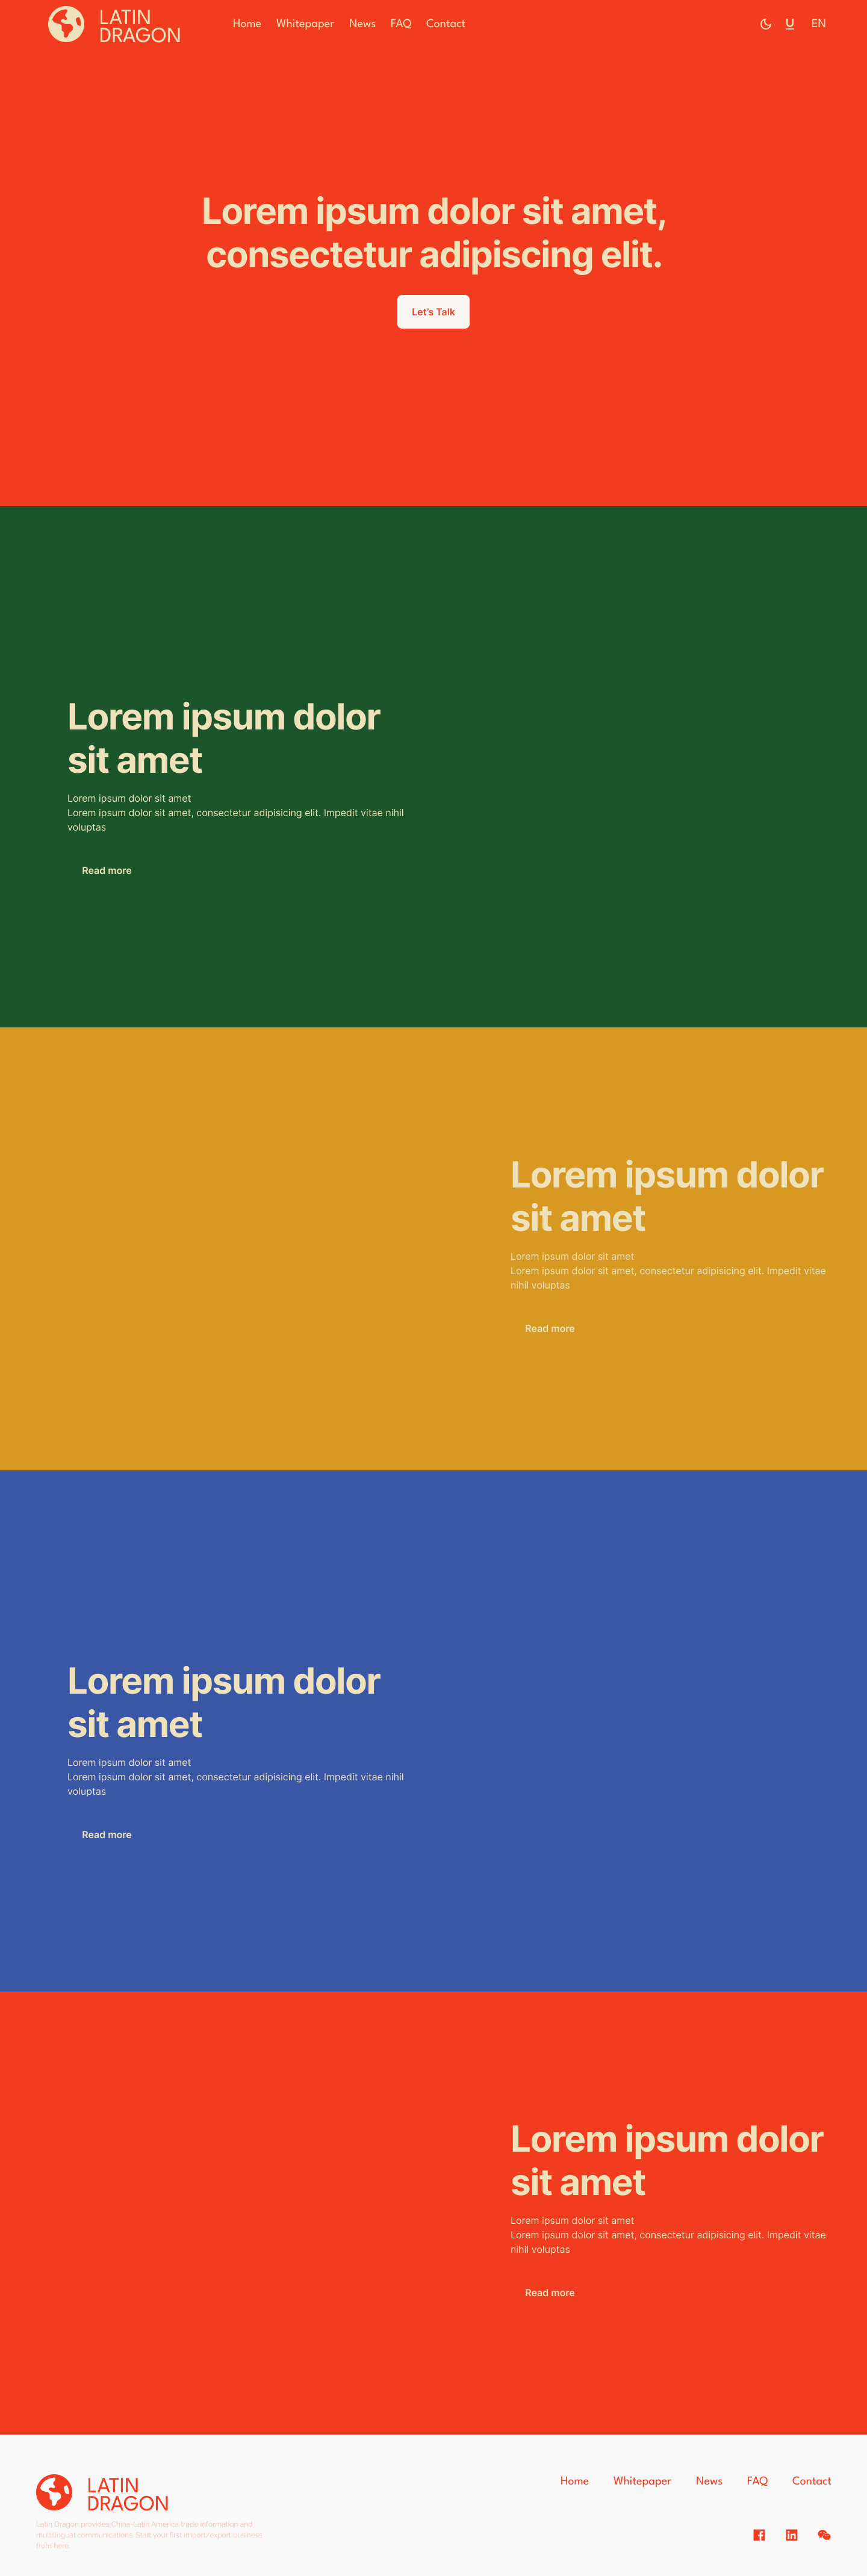 LATIN
DRAGON
Home Whitepaper News FAQ Contact
U EN
Lorem ipsum dolor sit amet,
consectetur adipiscing elit.
Let's Talk
Lorem ipsum dolor
sit amet
Lorem ipsum dolor sit amet
Lorem ipsum dolor sit amet, consectetur adipisicing elit. Impedit vitae nihil
voluptas
Read more
Lorem ipsum dolor
sit amet
Lorem ipsum dolor sit amet
Lorem ipsum dolor sit amet, consectetur adipisicing elit. Impedit vitae
nihil voluptas
Read more
Lorem ipsum dolor
sit amet
Lorem ipsum dolor sit amet
Lorem ipsum dolor sit amet, consectetur adipisicing elit. Impedit vitae nihil
voluptas
Read more
Lorem ipsum dolor
sit amet
Lorem ipsum dolor sit amet
Lorem ipsum dolor sit amet, consectetur adipisicing elit. Impedit vitae
nihil voluptas
Read more
LATIN
DRAGON
Latin Dragon provides China-Latin America trade information and
multilingual communications. Start your first import/export business
from here.
Home Whitepaper News FAQ Contact